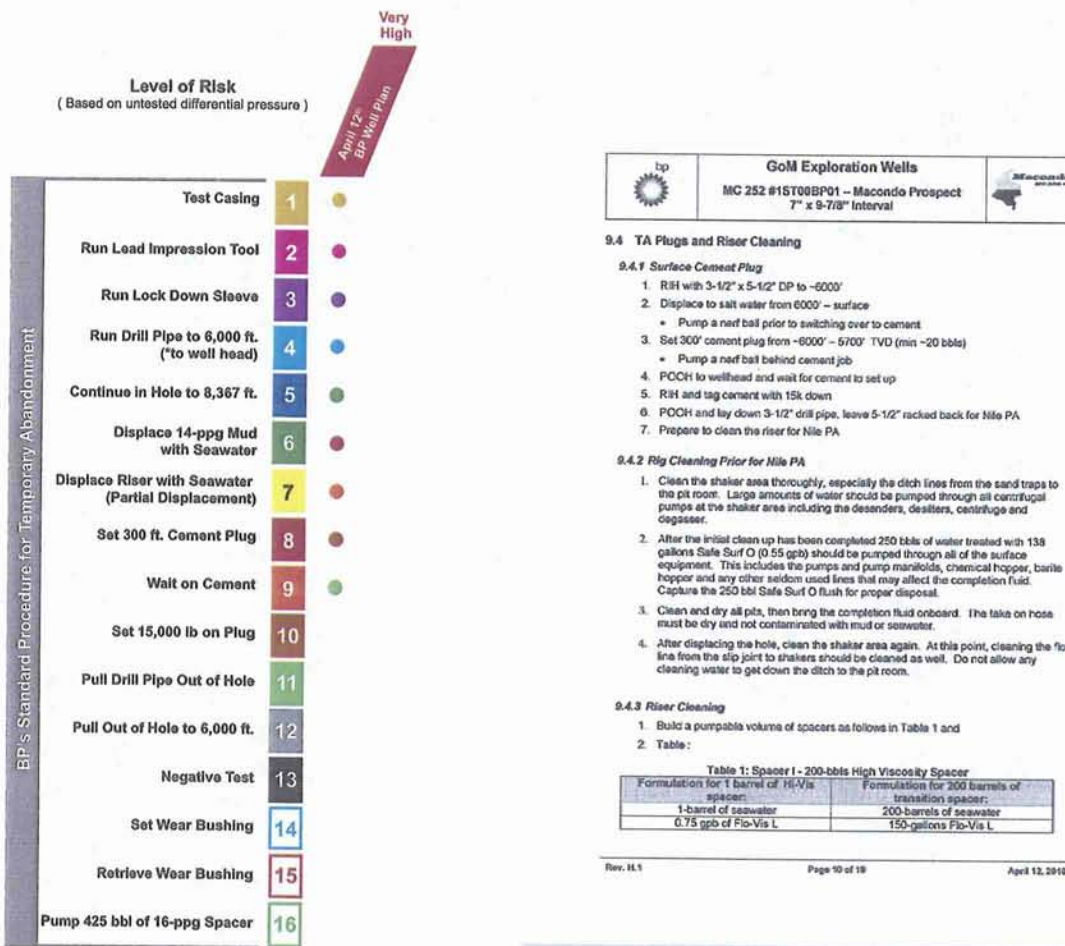 Very
High
Level of Risk
( Based on untested differential pressure )
April 12th
BP Well Plan
BP's Standard Procedure for Temporary Abandonment
Test Casing 1
Run Lead Impression Tool 2
Run Lock Down Sleeve 3
Run Drill Pipe to 6,000 ft.
(*to well head) 4
Continue in Hole to 8,367 ft. 5
Displace 14-ppg Mud
with Seawater 6
Displace Riser with Seawater
(Partial Displacement) 7
Set 300 ft. Cement Plug 8
Wait on Cement 9
Set 15,000 lb on Plug 10
Pull Drill Pipe Out of Hole 11
Pull Out of Hole to 6,000 ft. 12
Negative Test 13
Set Wear Bushing 14
Retrieve Wear Bushing 15
Pump 425 bbl of 16-ppg Spacer 16
bp
GoM Exploration Wells
MC 252 #1ST00BP01 – Macondo Prospect
7" x 9-7/8" Interval
Macondo
9.4 TA Plugs and Riser Cleaning
9.4.1 Surface Cement Plug
1. RIH with 3-1/2" x 5-1/2" DP to ~6000'
2. Displace to salt water from 6000' – surface
• Pump a nerf ball prior to switching over to cement
3. Set 300' cement plug from ~6000' – 5700' TVD (min ~20 bbls)
• Pump a nerf ball behind cement job
4. POOH to wellhead and wait for cement to set up
5. RIH and tag cement with 15k down
6. POOH and lay down 3-1/2" drill pipe, leave 5-1/2" racked back for Nile PA
7. Prepare to clean the riser for Nile PA
9.4.2 Rig Cleaning Prior for Nile PA
1. Clean the shaker area thoroughly, especially the ditch lines from the sand traps to
the pit room. Large amounts of water should be pumped through all centrifugal
pumps at the shaker area including the desanders, desilters, centrifuge and
degasser.
2. After the initial clean up has been completed 250 bbls of water treated with 138
gallons Safe Surf O (0.55 gpb) should be pumped through all of the surface
equipment. This includes the pumps and pump manifolds, chemical hopper, barite
hopper and any other seldom used lines that may affect the completion fluid.
Capture the 250 bbl Safe Surf O flush for proper disposal.
3. Clean and dry all pits, then bring the completion fluid onboard. The take on hose
must be dry and not contaminated with mud or seawater.
4. After displacing the hole, clean the shaker area again. At this point, cleaning the flo
line from the slip joint to shakers should be cleaned as well. Do not allow any
cleaning water to get down the ditch to the pit room.
9.4.3 Riser Cleaning
1. Build a pumpable volume of spacers as follows in Table 1 and
2. Table :
Table 1: Spacer I - 200-bbls High Viscosity Spacer
Formulation for 1 barrel of Hi-Vis
spacer:
Formulation for 200 barrels of
transition spacer:
1-barrel of seawater 200-barrels of seawater
0.75 gpb of Flo-Vis L 150-gallons Flo-Vis L
Rev. H.1 Page 10 of 19 April 12, 2010